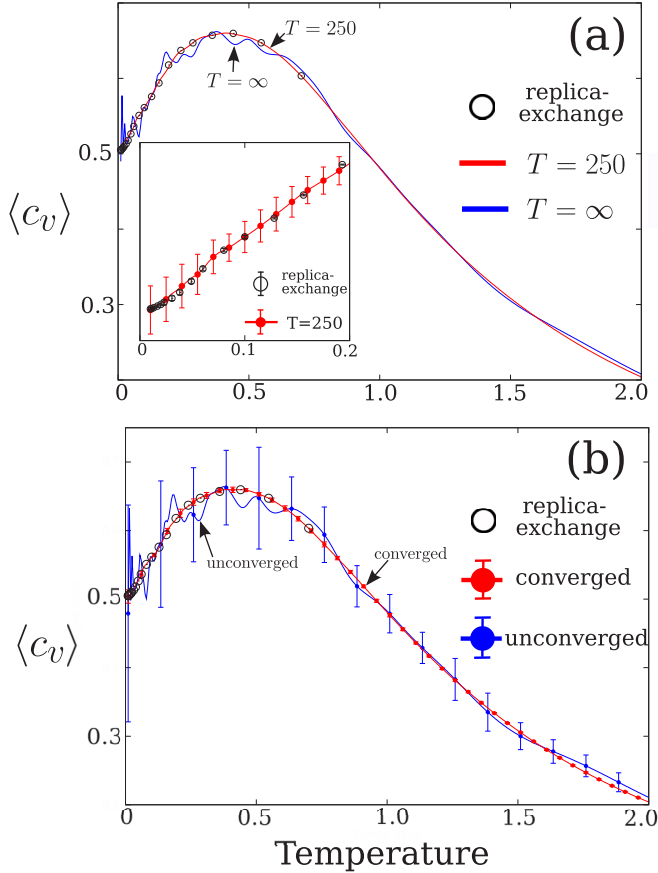 (a)
T = 250
T = ∞
replica-
exchange
T = 250
T = ∞
0.5
0.3
⟨c_v⟩
replica-
exchange
T=250
0
0.1
0.2
0
0.5
1.0
1.5
2.0
(b)
replica-
exchange
converged
unconverged
unconverged
converged
0.5
0.3
⟨c_v⟩
0
0.5
1.0
1.5
2.0
Temperature